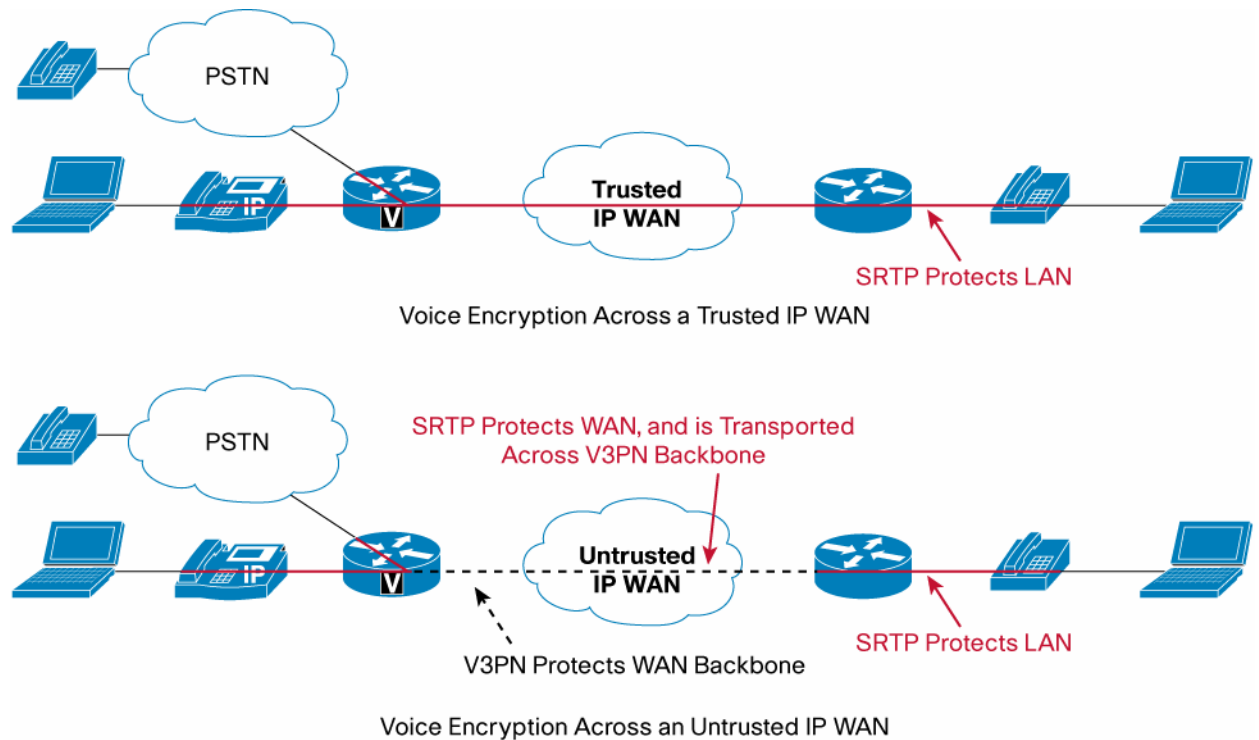 PSTN
IP
V
Trusted
IP WAN
SRTP Protects LAN
Voice Encryption Across a Trusted IP WAN
SRTP Protects WAN, and is Transported
Across V3PN Backbone
PSTN
IP
V
Untrusted
IP WAN
SRTP Protects LAN
V3PN Protects WAN Backbone
Voice Encryption Across an Untrusted IP WAN